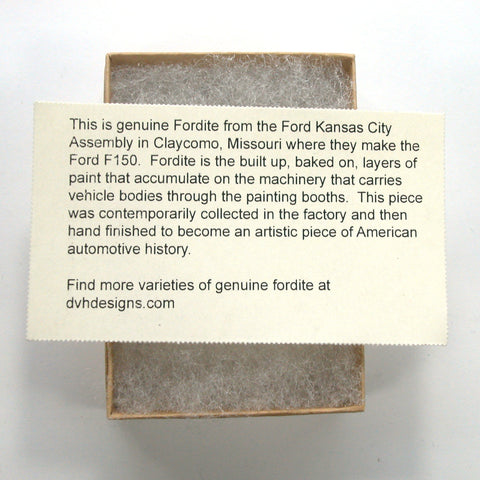 This is genuine Fordite from the Ford Kansas City
Assembly in Claycomo, Missouri where they make the
Ford F150.  Fordite is the built up, baked on, layers of
paint that accumulate on the machinery that carries
vehicle bodies through the painting booths.  This piece
was contemporarily collected in the factory and then
hand finished to become an artistic piece of American
automotive history.
Find more varieties of genuine fordite at
dvhdesigns.com